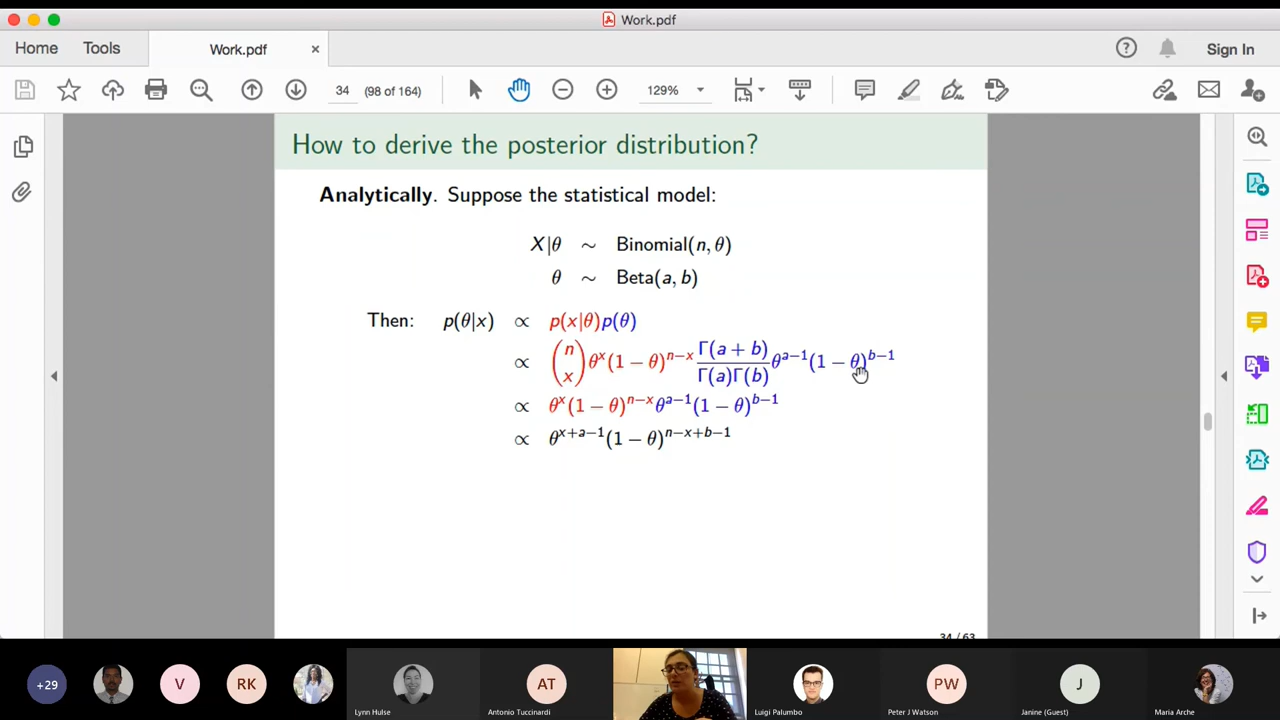 Work.pdf
Home Tools Work.pdf × Sign In
34 (98 of 164) 129%
How to derive the posterior distribution?
Analytically. Suppose the statistical model:
X|θ ∼ Binomial(n, θ)
θ ∼ Beta(a, b)
Then: p(θ|x) ∝ p(x|θ)p(θ)
∝ (n x) θ^x (1 − θ)^{n−x} Γ(a + b) / Γ(a)Γ(b) θ^{a−1} (1 − θ)^{b−1}
∝ θ^x (1 − θ)^{n−x} θ^{a−1} (1 − θ)^{b−1}
∝ θ^{x+a−1} (1 − θ)^{n−x+b−1}
34 / 63
+29 V RK AT PW J
Lynn Hulse Antonio Tuccinardi Luigi Palumbo Peter J Watson Janine (Guest) Maria Arche